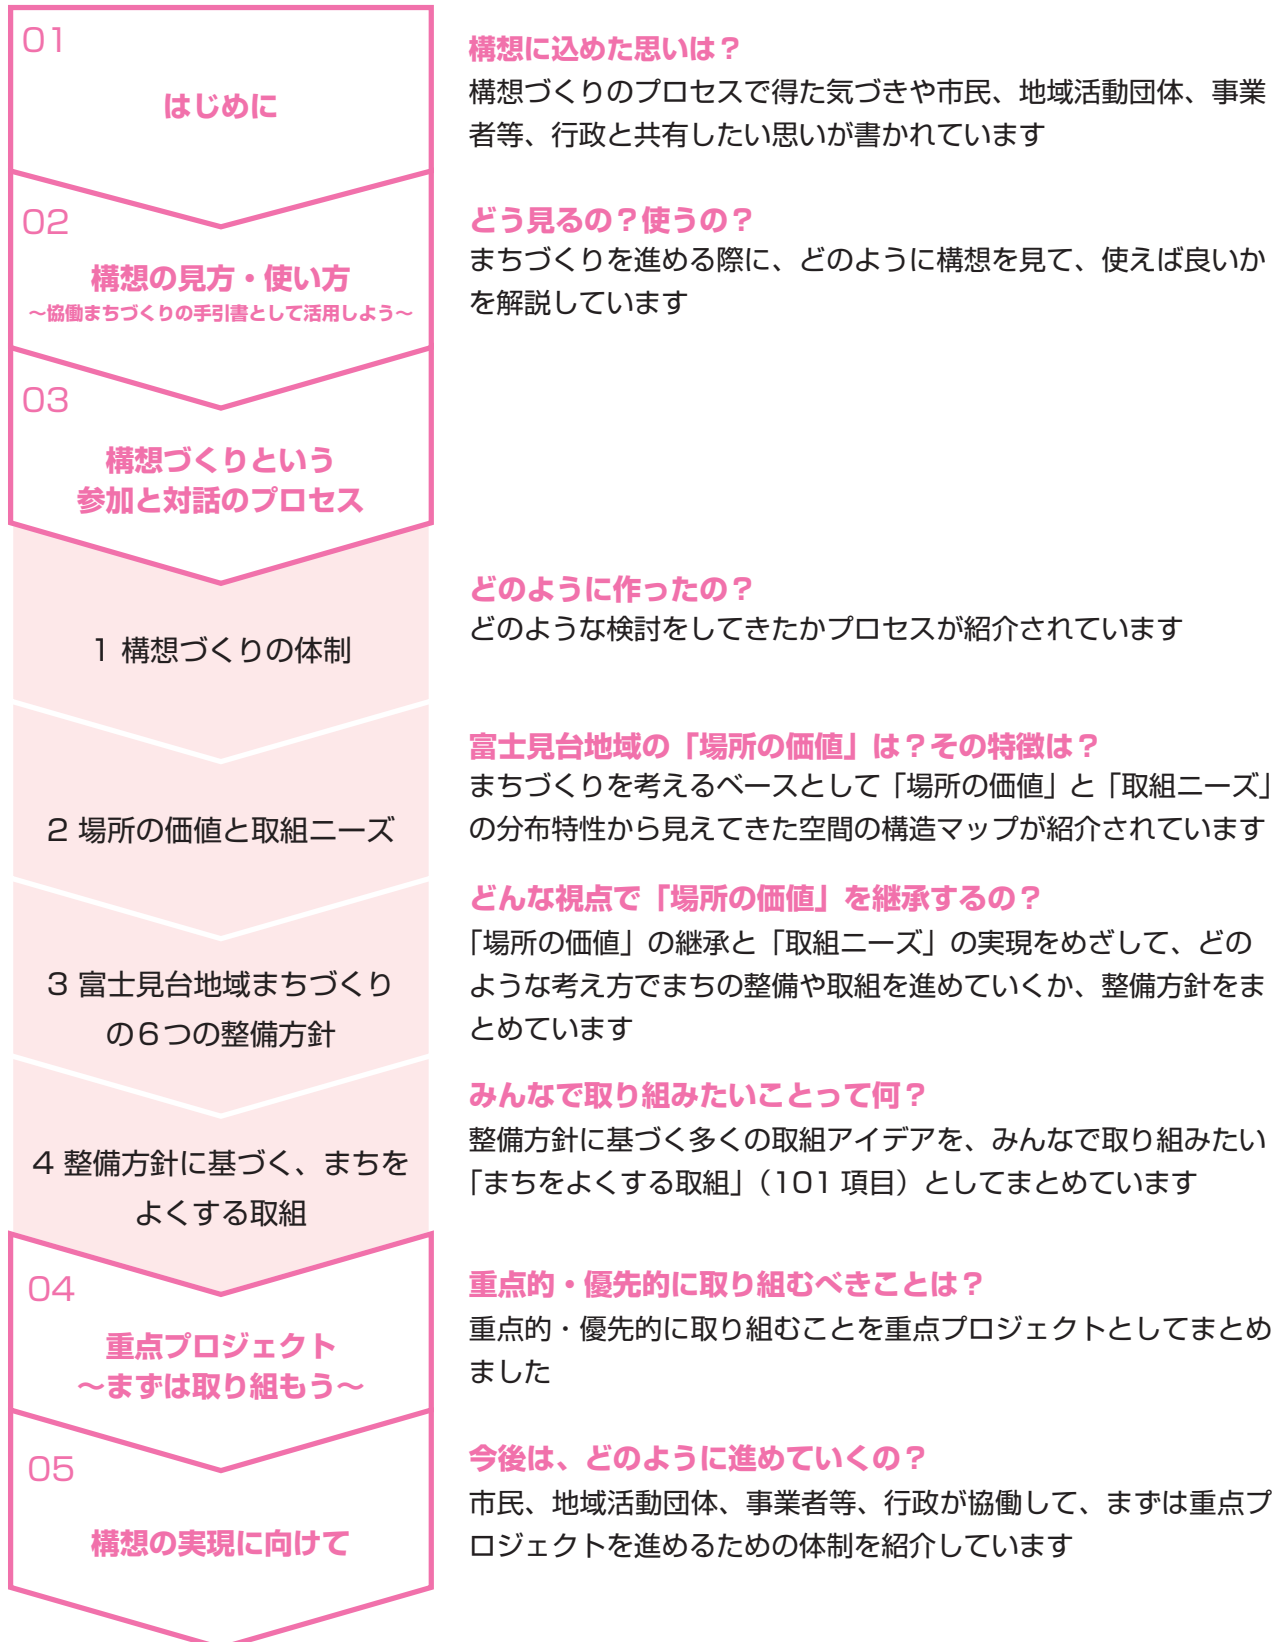 01
はじめに
構想に込めた思いは？
構想づくりのプロセスで得た気づきや市民、地域活動団体、事業
者等、行政と共有したい思いが書かれています
02
構想の見方・使い方
〜協働まちづくりの手引書として活用しよう〜
どう見るの？使うの？
まちづくりを進める際に、どのように構想を見て、使えば良いか
を解説しています
03
構想づくりという
参加と対話のプロセス
1 構想づくりの体制
どのように作ったの？
どのような検討をしてきたかプロセスが紹介されています
2 場所の価値と取組ニーズ
富士見台地域の「場所の価値」は？その特徴は？
まちづくりを考えるベースとして「場所の価値」と「取組ニーズ」
の分布特性から見えてきた空間の構造マップが紹介されています
3 富士見台地域まちづくり
の６つの整備方針
どんな視点で「場所の価値」を継承するの？
「場所の価値」の継承と「取組ニーズ」の実現をめざして、どの
ような考え方でまちの整備や取組を進めていくか、整備方針をま
とめています
4 整備方針に基づく、まちを
よくする取組
みんなで取り組みたいことって何？
整備方針に基づく多くの取組アイデアを、みんなで取り組みたい
「まちをよくする取組」（101 項目）としてまとめています
04
重点プロジェクト
〜まずは取り組もう〜
重点的・優先的に取り組むべきことは？
重点的・優先的に取り組むことを重点プロジェクトとしてまとめ
ました
05
構想の実現に向けて
今後は、どのように進めていくの？
市民、地域活動団体、事業者等、行政が協働して、まずは重点プ
ロジェクトを進めるための体制を紹介しています